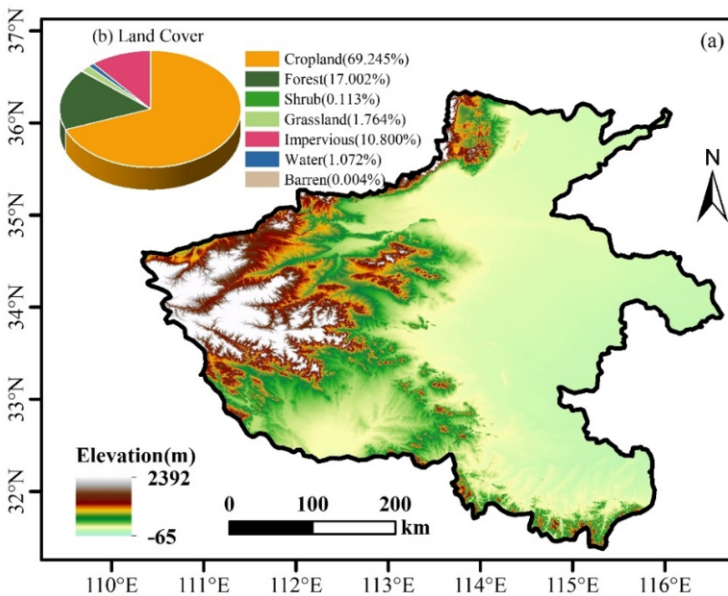 (b) Land Cover
(a)
Cropland(69.245%)
Forest(17.002%)
Shrub(0.113%)
Grassland(1.764%)
Impervious(10.800%)
Water(1.072%)
Barren(0.004%)
N
37°N
36°N
35°N
34°N
33°N
32°N
Elevation(m)
2392
-65
0 100 200
km
110°E 111°E 112°E 113°E 114°E 115°E 116°E